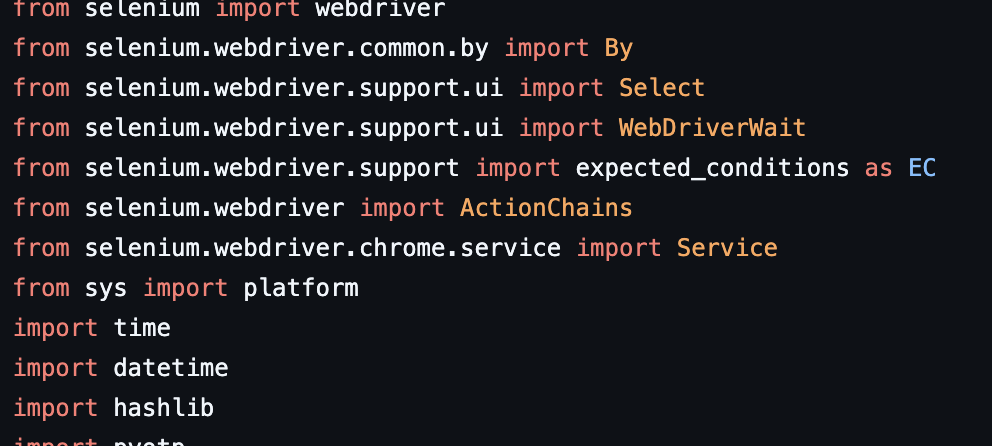 from selenium import webdriver
from selenium.webdriver.common.by import By
from selenium.webdriver.support.ui import Select
from selenium.webdriver.support.ui import WebDriverWait
from selenium.webdriver.support import expected_conditions as EC
from selenium.webdriver import ActionChains
from selenium.webdriver.chrome.service import Service
from sys import platform
import time
import datetime
import hashlib
import pyotp